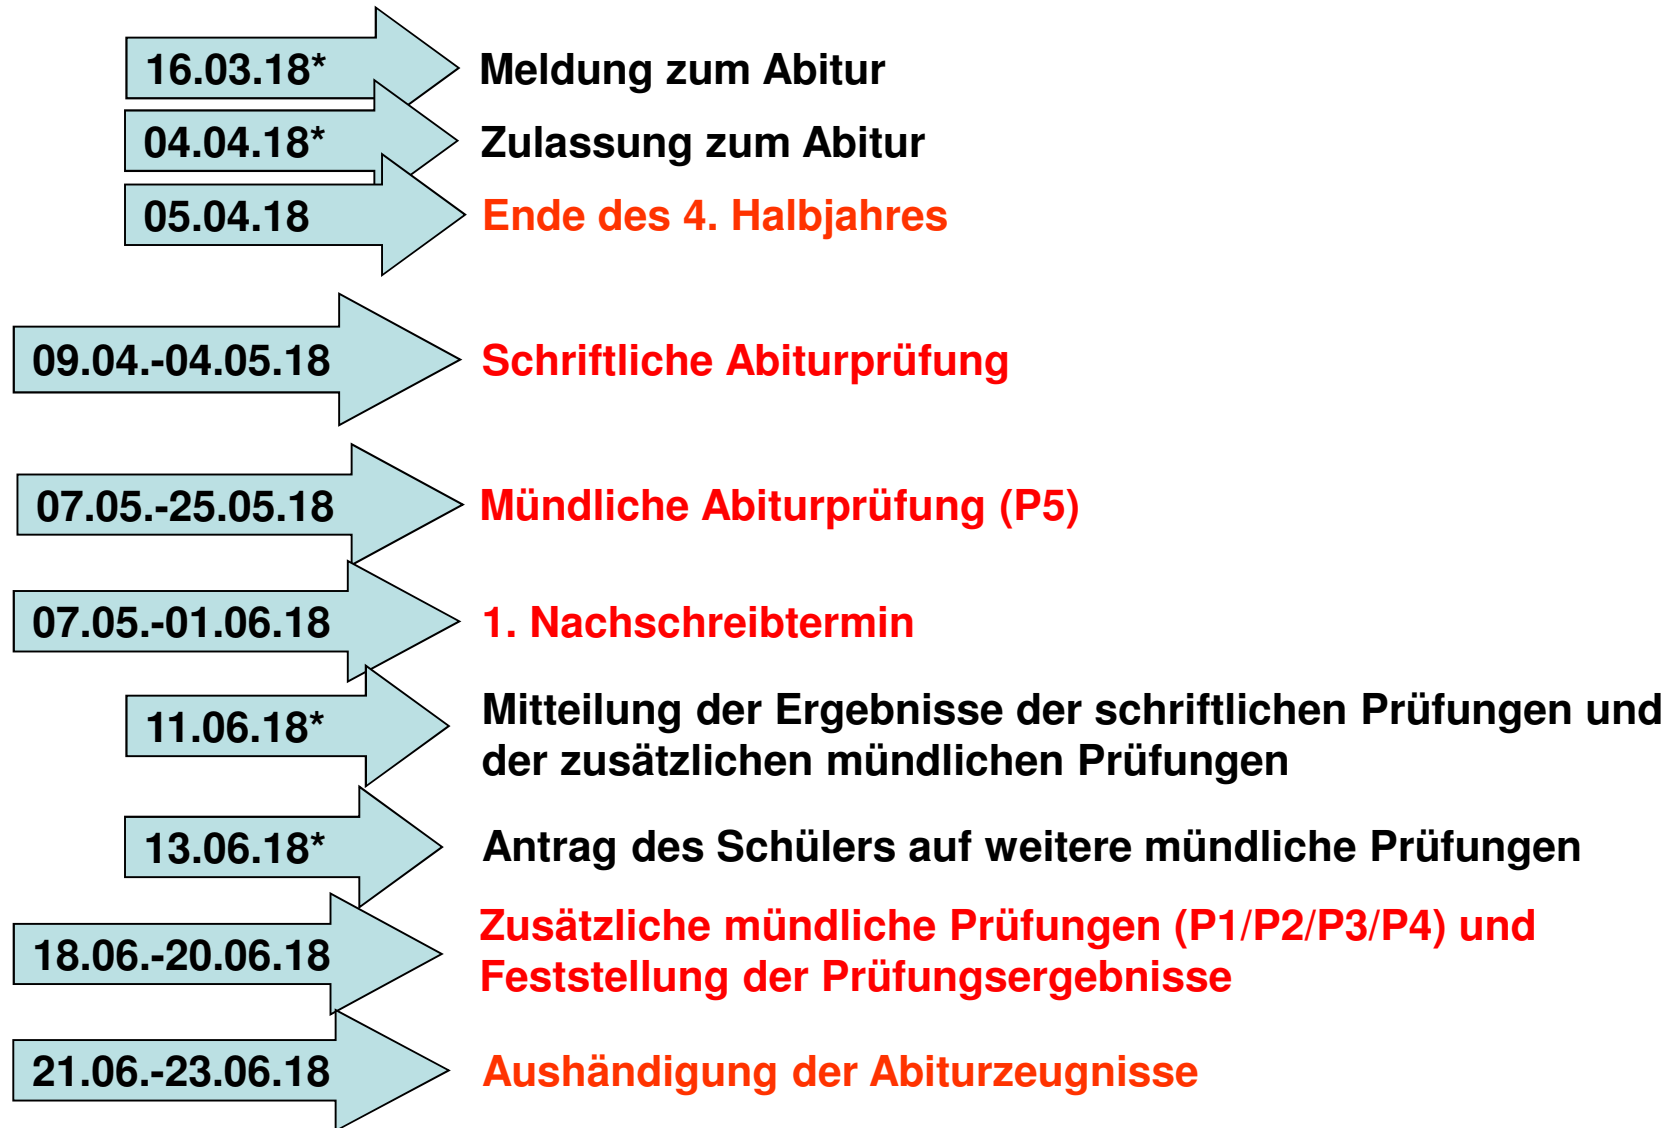 16.03.18* Meldung zum Abitur
04.04.18* Zulassung zum Abitur
05.04.18 Ende des 4. Halbjahres
09.04.-04.05.18 Schriftliche Abiturprüfung
07.05.-25.05.18 Mündliche Abiturprüfung (P5)
07.05.-01.06.18 1. Nachschreibtermin
11.06.18* Mitteilung der Ergebnisse der schriftlichen Prüfungen und
der zusätzlichen mündlichen Prüfungen
13.06.18* Antrag des Schülers auf weitere mündliche Prüfungen
18.06.-20.06.18 Zusätzliche mündliche Prüfungen (P1/P2/P3/P4) und
Feststellung der Prüfungsergebnisse
21.06.-23.06.18 Aushändigung der Abiturzeugnisse